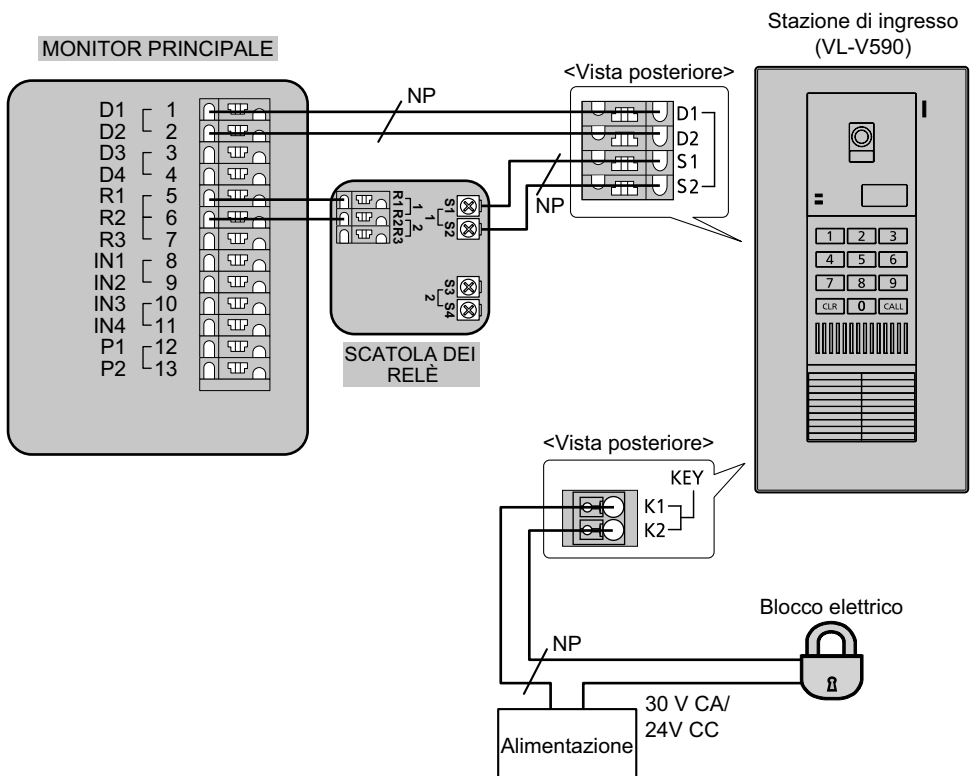 Stazione di ingresso
(VL-V590)
MONITOR PRINCIPALE
<Vista posteriore>
NP
D1 1
D2 2
D3 3
D4 4
R1 5
R2 6
R3 7
IN1 8
IN2 9
IN3 10
IN4 11
P1 12
P2 13
D1
D2
S1
S2
NP
R1 R2 R3
1 2
S1
S2
1
S3
S4
2
SCATOLA DEI
RELÈ
1 2 3
4 5 6
7 8 9
CLR 0 CALL
<Vista posteriore>
KEY
K1
K2
Blocco elettrico
NP
30 V CA/
24V CC
Alimentazione